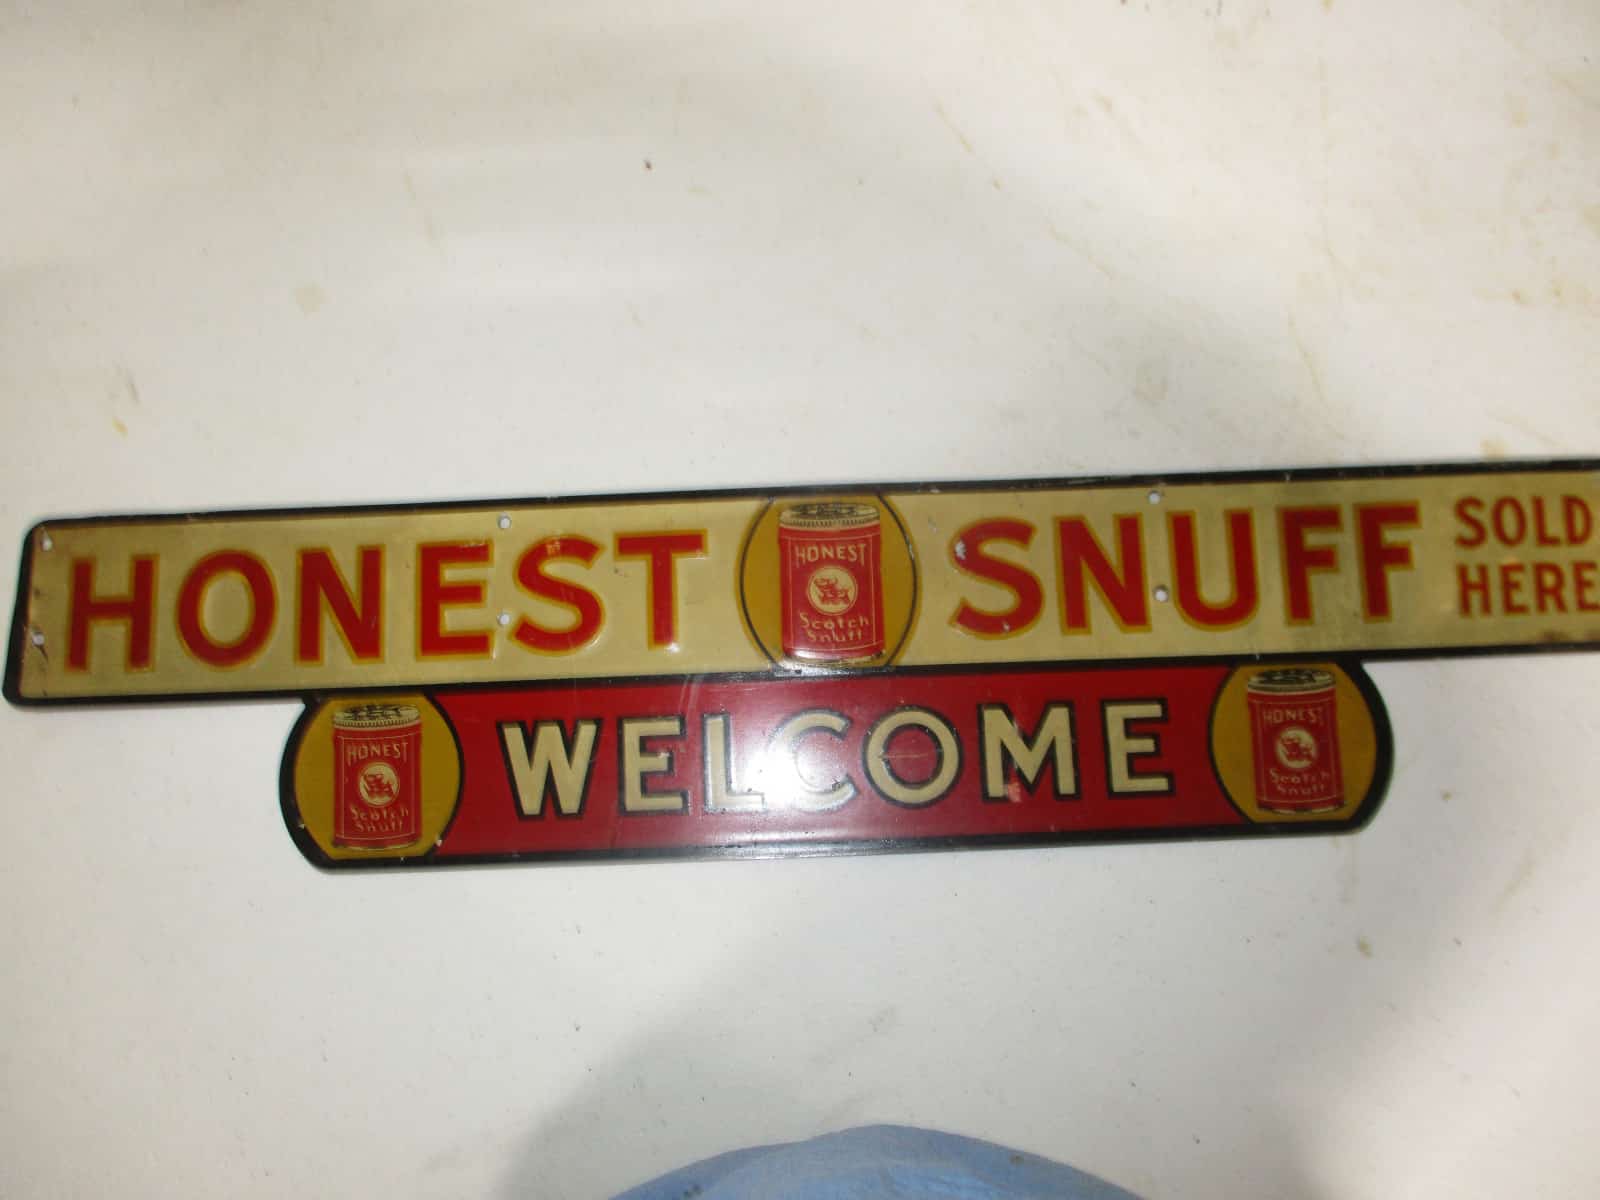 HONEST SNUFF SOLD HERE
HONEST
Scotch
Snuff
WELCOME
HONEST
Scotch
Snuff
HONEST
Scotch
Snuff